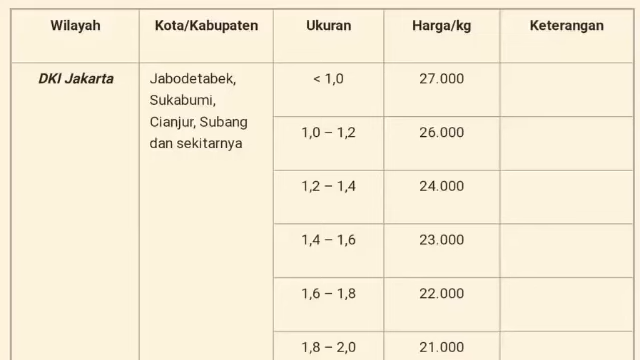 Wilayah Kota/Kabupaten Ukuran Harga/kg Keterangan
DKI Jakarta Jabodetabek, < 1,0 27.000
Sukabumi,
Cianjur, Subang
1,0 – 1,2 26.000
dan sekitarnya
1,2 – 1,4 24.000
1,4 – 1,6 23.000
1,6 – 1,8 22.000
1,8 – 2,0 21.000